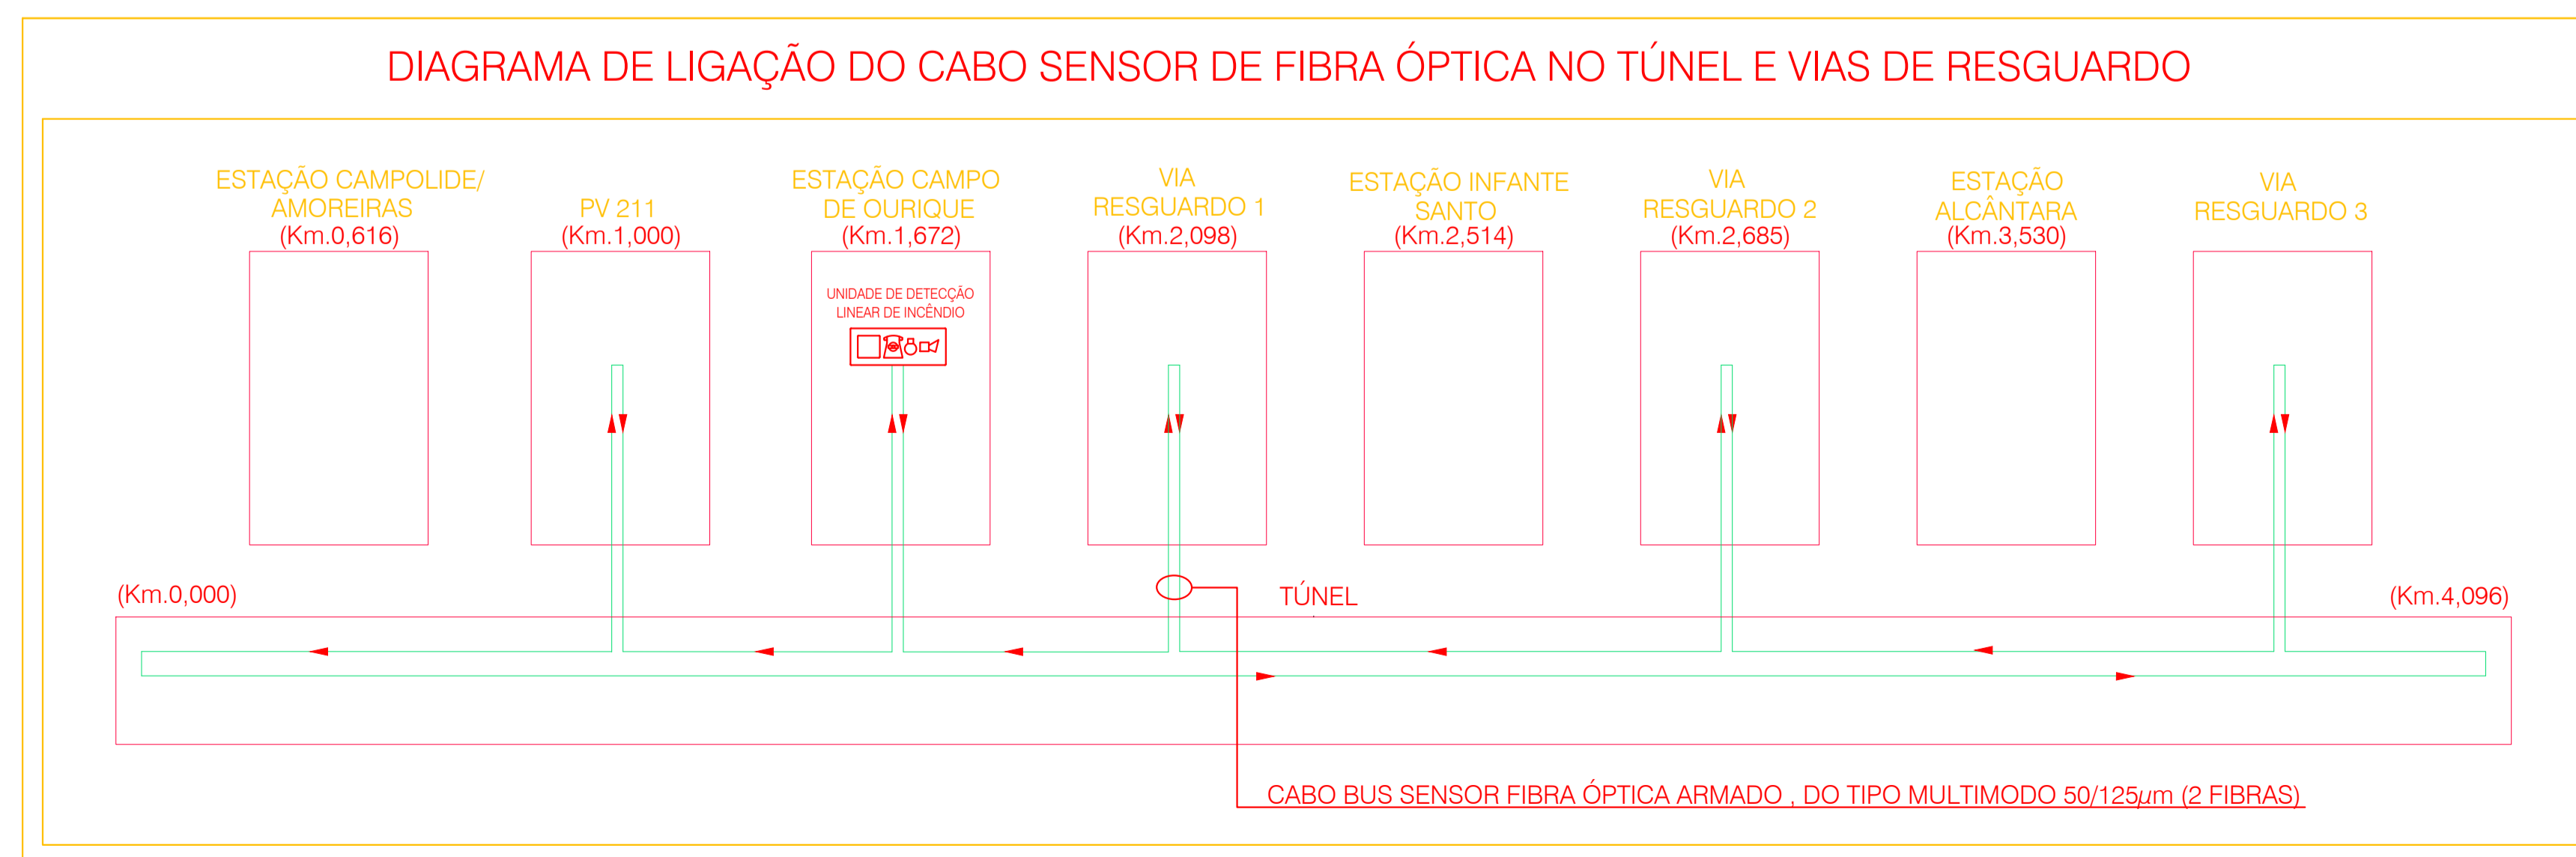 DIAGRAMA DE LIGAÇÃO DO CABO SENSOR DE FIBRA ÓPTICA NO TÚNEL E VIAS DE RESGUARDO
ESTAÇÃO CAMPOLIDE/
AMOREIRAS
(Km.0,616)
PV 211
(Km.1,000)
ESTAÇÃO CAMPO
DE OURIQUE
(Km.1,672)
VIA
RESGUARDO 1
(Km.2,098)
ESTAÇÃO INFANTE
SANTO
(Km.2,514)
VIA
RESGUARDO 2
(Km.2,685)
ESTAÇÃO
ALCÂNTARA
(Km.3,530)
VIA
RESGUARDO 3
UNIDADE DE DETECÇÃO
LINEAR DE INCÊNDIO
(Km.0,000)
TÚNEL
(Km.4,096)
CABO BUS SENSOR FIBRA ÓPTICA ARMADO , DO TIPO MULTIMODO 50/125µm (2 FIBRAS)